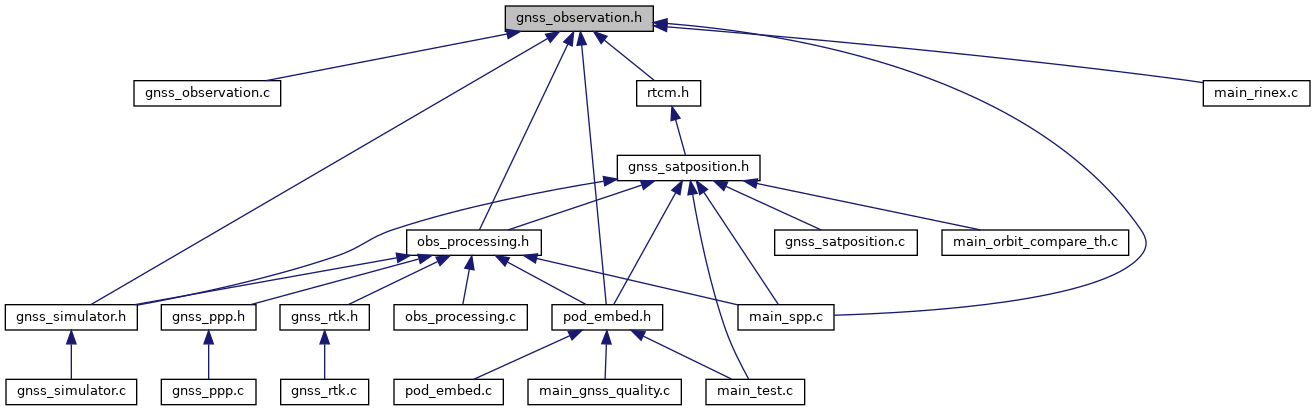 gnss_observation.h
gnss_observation.c
rtcm.h
main_rinex.c
gnss_satposition.h
obs_processing.h
gnss_satposition.c
main_orbit_compare_th.c
gnss_simulator.h
gnss_ppp.h
gnss_rtk.h
obs_processing.c
pod_embed.h
main_spp.c
gnss_simulator.c
gnss_ppp.c
gnss_rtk.c
pod_embed.c
main_gnss_quality.c
main_test.c